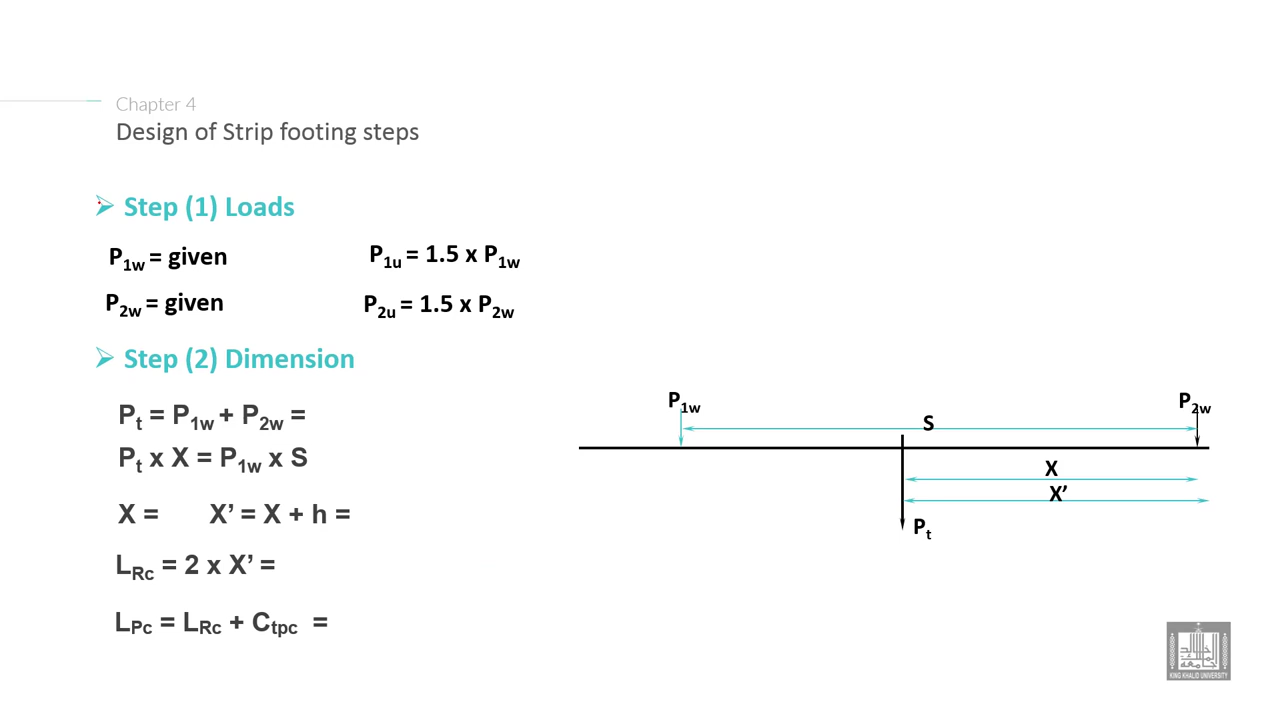 Chapter 4
Design of Strip footing steps
Step (1) Loads
P1w = given
P1u = 1.5 x P1w
P2w = given
P2u = 1.5 x P2w
Step (2) Dimension
Pt = P1w + P2w =
Pt x X = P1w x S
X = X’ = X + h =
LRc = 2 x X’ =
LPc = LRc + Ctpc =
P1w
P2w
S
X
X’
Pt
KING KHALID UNIVERSITY